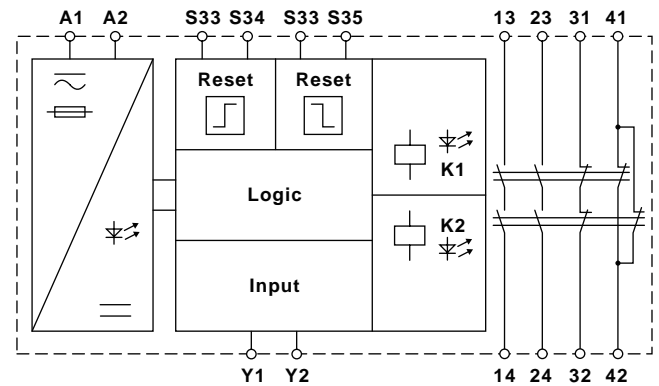 A1 A2 S33 S34 S33 S35 13 23 31 41
Reset Reset
K1
Logic
K2
Input
Y1 Y2 14 24 32 42